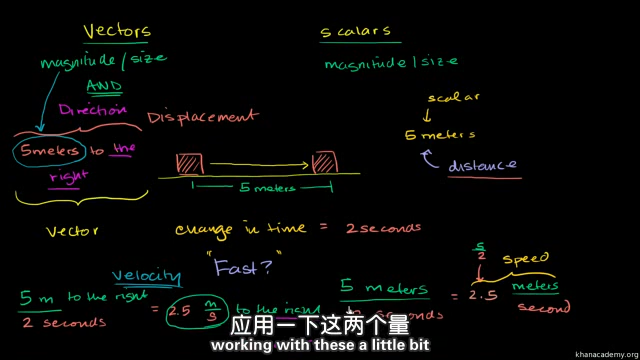 Vectors
scalars
magnitude/size
magnitude/size
AND
Direction
Displacement
scalar
5 meters
5 meters to the
right
distance
5 meters
vector
change in time = 2 seconds
"Fast?"
Velocity
5 m to the right
2 seconds
= 2.5 m
s
to the right
5 meters
5
2
speed
= 2.5 meters
second
应用一下这两个量
working with these a little bit
khanacademy.org